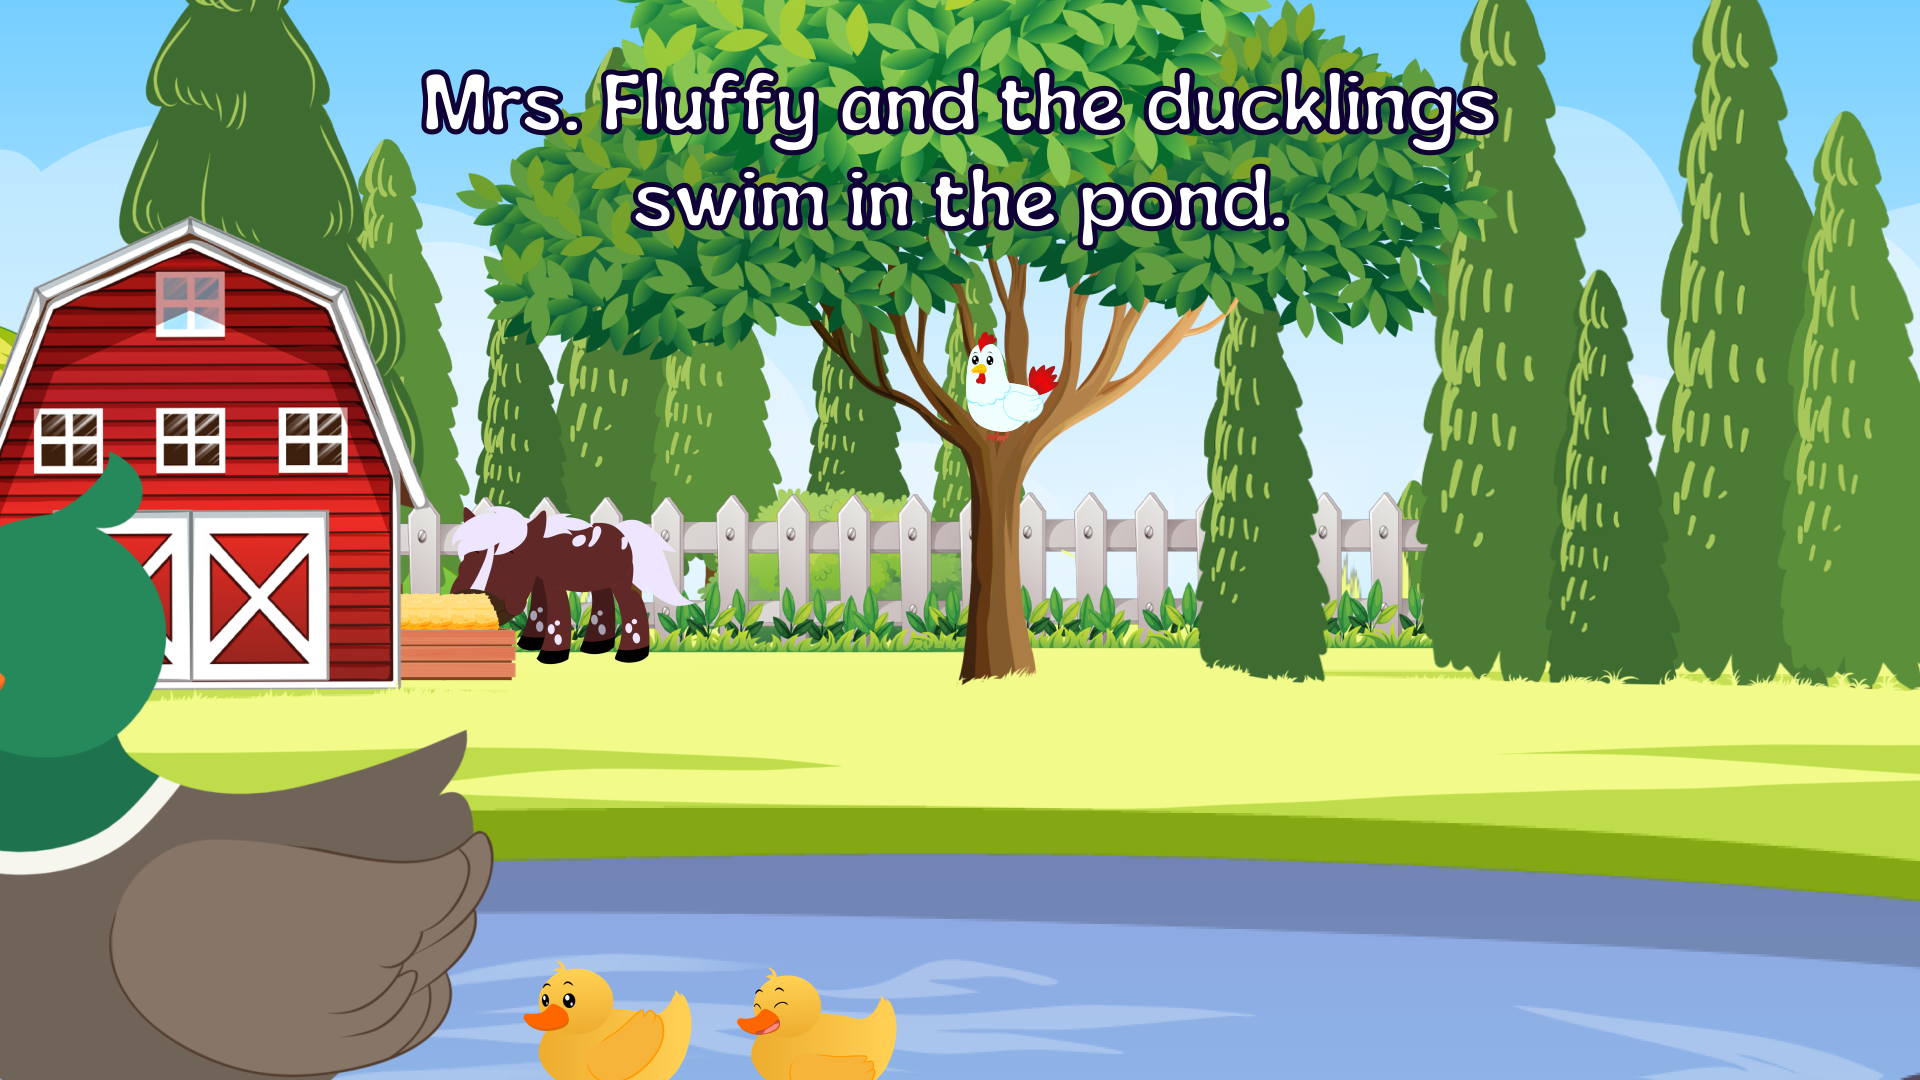 Mrs. Fluffy and the ducklings
swim in the pond.